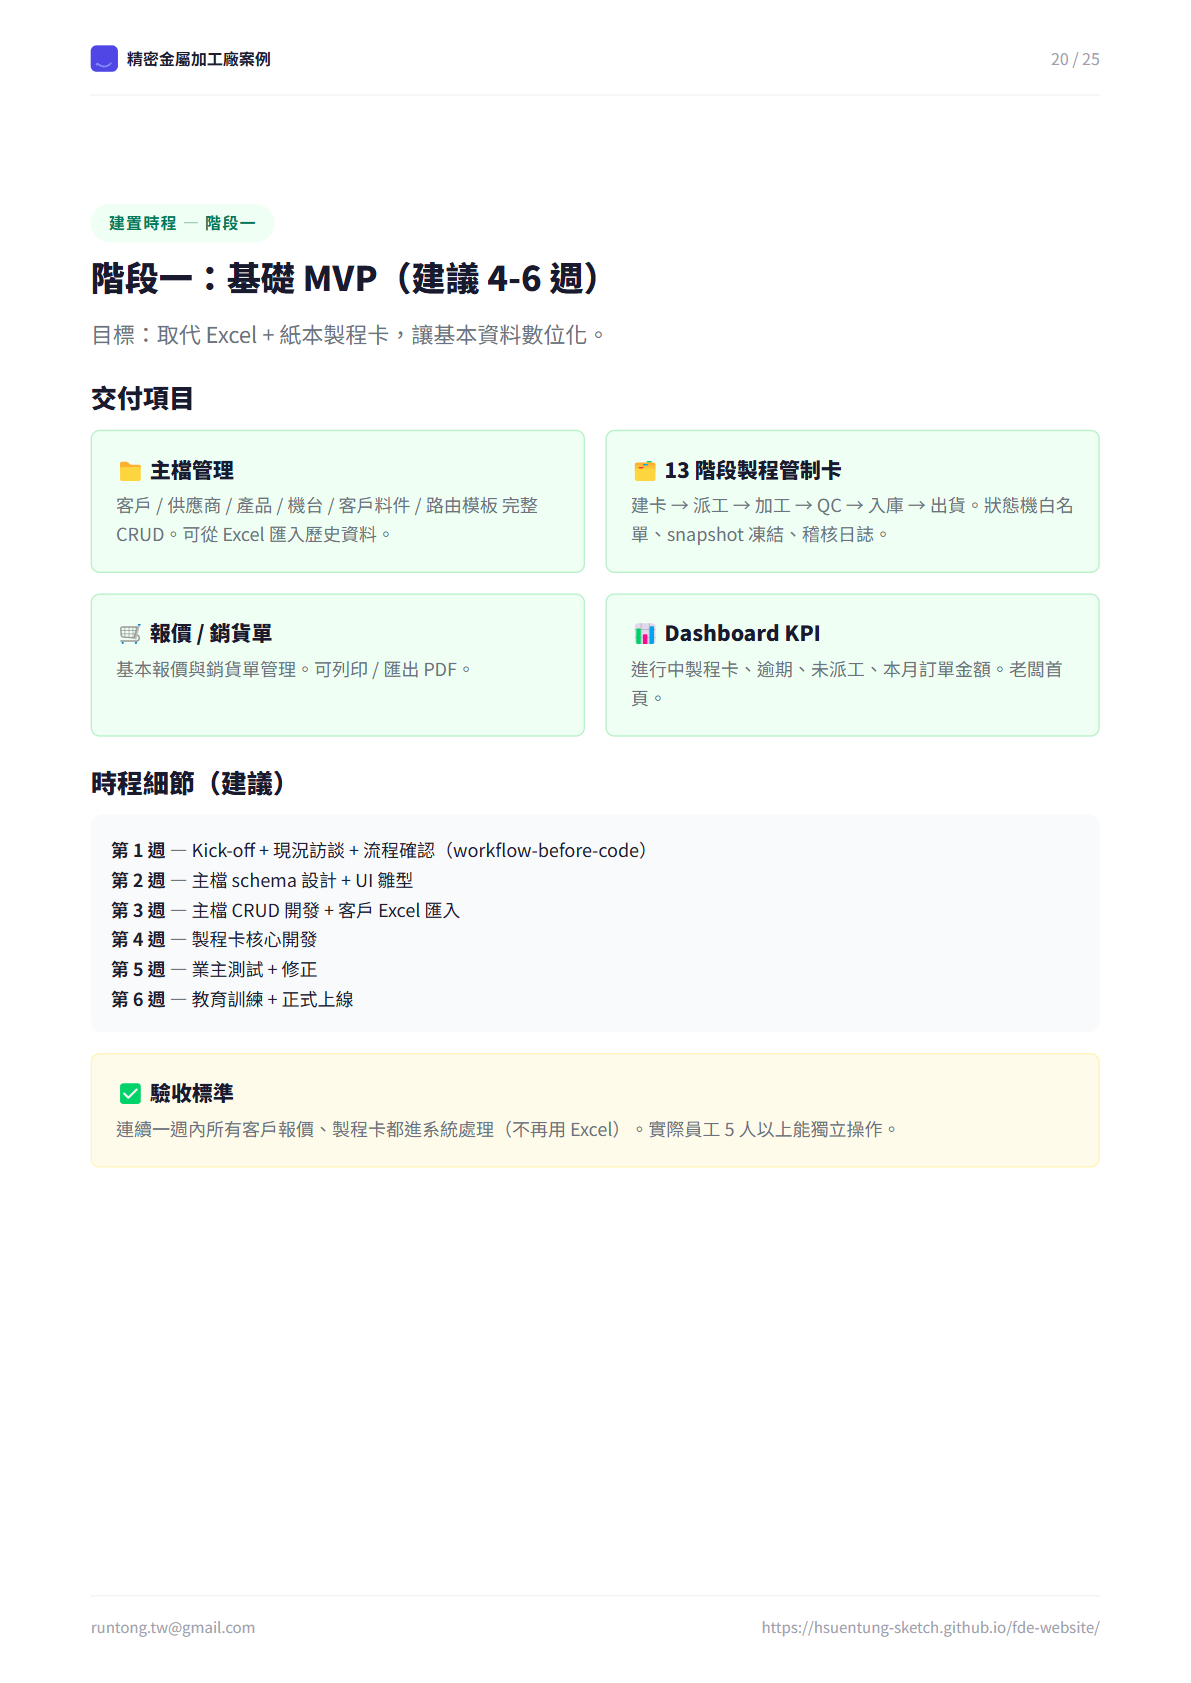 精密金屬加工廠案例
20 / 25
建置時程 — 階段一
階段一：基礎 MVP（建議 4-6 週）
目標：取代 Excel + 紙本製程卡，讓基本資料數位化。
交付項目
📁 主檔管理
客戶 / 供應商 / 產品 / 機台 / 客戶料件 / 路由模板 完整
CRUD。可從 Excel 匯入歷史資料。
🗂️ 13 階段製程管制卡
建卡 → 派工 → 加工 → QC → 入庫 → 出貨。狀態機白名
單、snapshot 凍結、稽核日誌。
🛒 報價 / 銷貨單
基本報價與銷貨單管理。可列印 / 匯出 PDF。
📊 Dashboard KPI
進行中製程卡、逾期、未派工、本月訂單金額。老闆首
頁。
時程細節（建議）
第 1 週 — Kick-off + 現況訪談 + 流程確認（workflow-before-code）
第 2 週 — 主檔 schema 設計 + UI 雛型
第 3 週 — 主檔 CRUD 開發 + 客戶 Excel 匯入
第 4 週 — 製程卡核心開發
第 5 週 — 業主測試 + 修正
第 6 週 — 教育訓練 + 正式上線
✅ 驗收標準
連續一週內所有客戶報價、製程卡都進系統處理（不再用 Excel）。實際員工 5 人以上能獨立操作。
runtong.tw@gmail.com
https://hsuentung-sketch.github.io/fde-website/